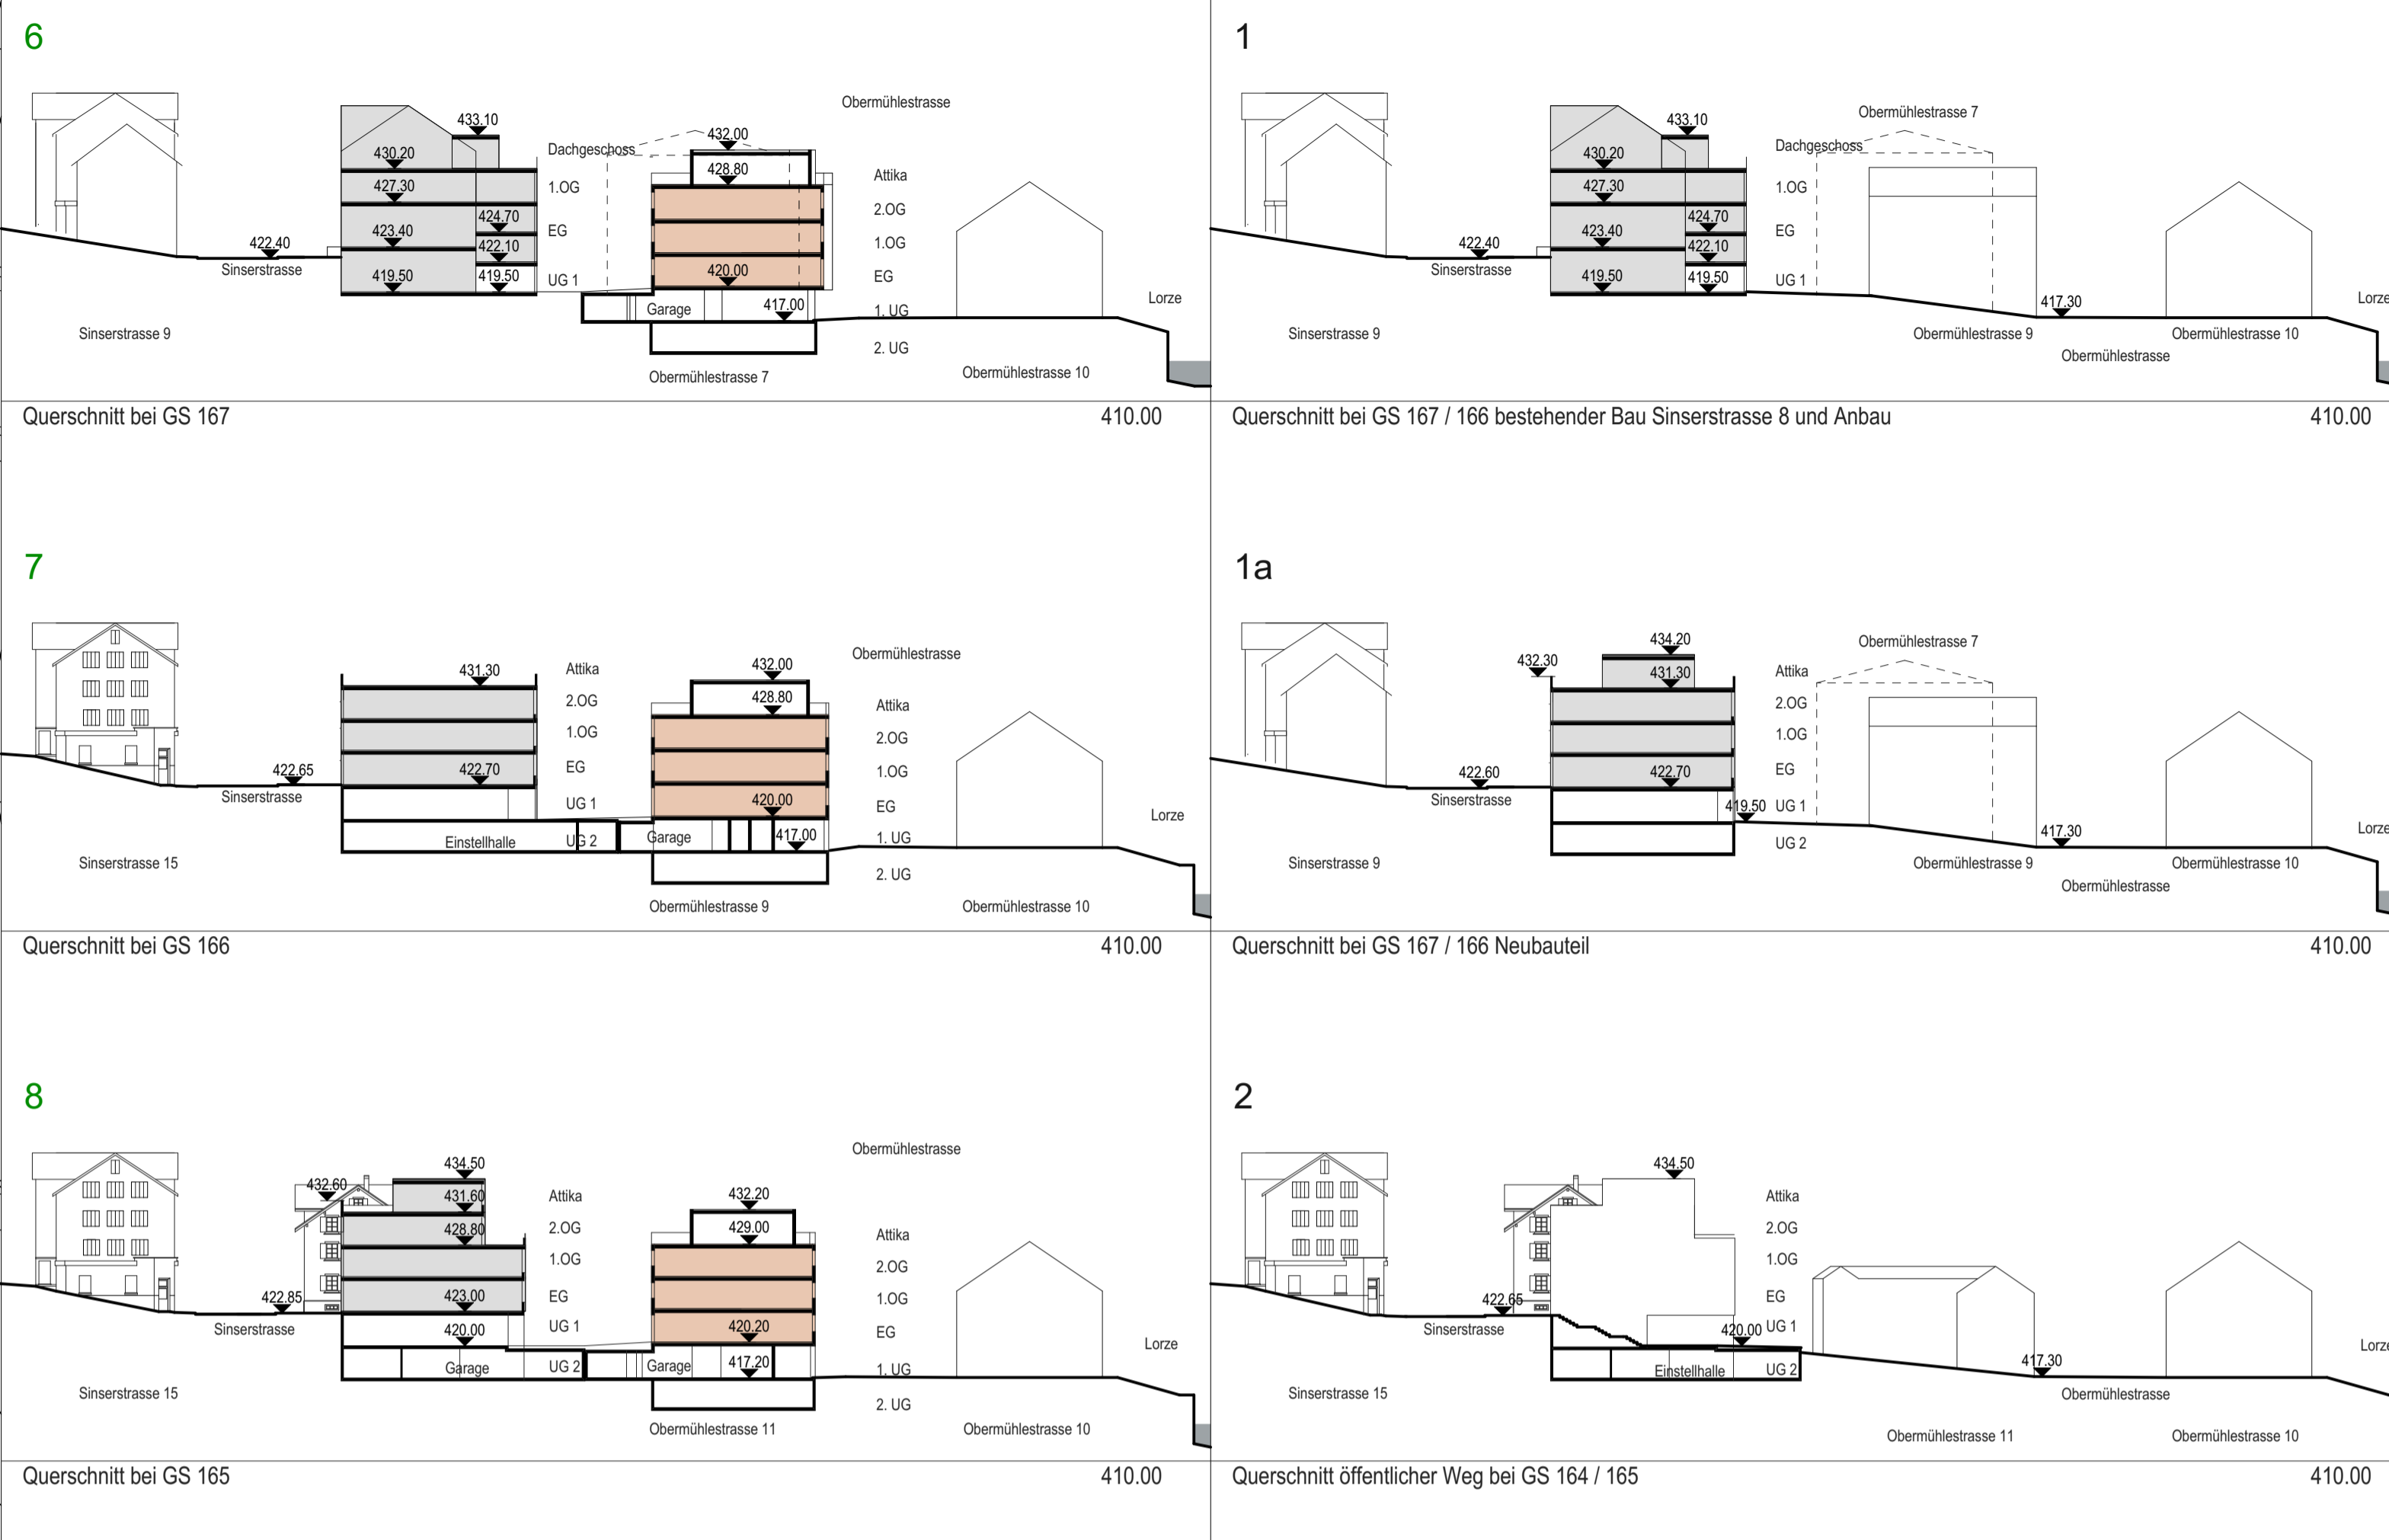 6
Obermühlestrasse
433.10
432.00
Dachgeschoss
430.20
428.80
Attika
427.30
1.OG
2.OG
424.70
423.40
EG
1.OG
422.40
422.10
Sinserstrasse
419.50
419.50
UG 1
420.00
EG
Lorze
Garage
417.00
1. UG
Sinserstrasse 9
2. UG
Obermühlestrasse 7
Obermühlestrasse 10
Querschnitt bei GS 167
410.00
1
Obermühlestrasse 7
433.10
Dachgeschoss
430.20
427.30
1.OG
424.70
423.40
EG
422.40
422.10
Sinserstrasse
419.50
419.50
UG 1
Lorze
417.30
Sinserstrasse 9
Obermühlestrasse 9
Obermühlestrasse 10
Obermühlestrasse
Querschnitt bei GS 167 / 166 bestehender Bau Sinserstrasse 8 und Anbau
410.00
7
Obermühlestrasse
431.30
Attika
432.00
428.80
2.OG
Attika
1.OG
2.OG
422.65
422.70
EG
1.OG
Sinserstrasse
UG 1
420.00
EG
Lorze
Einstellhalle
UG 2
Garage
417.00
1. UG
Sinserstrasse 15
2. UG
Obermühlestrasse 9
Obermühlestrasse 10
Querschnitt bei GS 166
410.00
1a
434.20
Obermühlestrasse 7
432.30
431.30
Attika
2.OG
1.OG
422.60
422.70
EG
Sinserstrasse
419.50
UG 1
Lorze
417.30
UG 2
Sinserstrasse 9
Obermühlestrasse 9
Obermühlestrasse 10
Obermühlestrasse
Querschnitt bei GS 167 / 166 Neubauteil
410.00
8
Obermühlestrasse
434.50
432.60
431.60
Attika
432.20
428.80
2.OG
429.00
Attika
1.OG
2.OG
422.85
423.00
EG
1.OG
Sinserstrasse
420.00
UG 1
420.20
EG
Lorze
Garage
UG 2
Garage
417.20
1. UG
Sinserstrasse 15
2. UG
Obermühlestrasse 11
Obermühlestrasse 10
Querschnitt bei GS 165
410.00
2
434.50
Attika
2.OG
1.OG
422.65
EG
Sinserstrasse
420.00
UG 1
Lorze
Einstellhalle
UG 2
417.30
Sinserstrasse 15
Obermühlestrasse
Obermühlestrasse 11
Obermühlestrasse 10
Querschnitt öffentlicher Weg bei GS 164 / 165
410.00